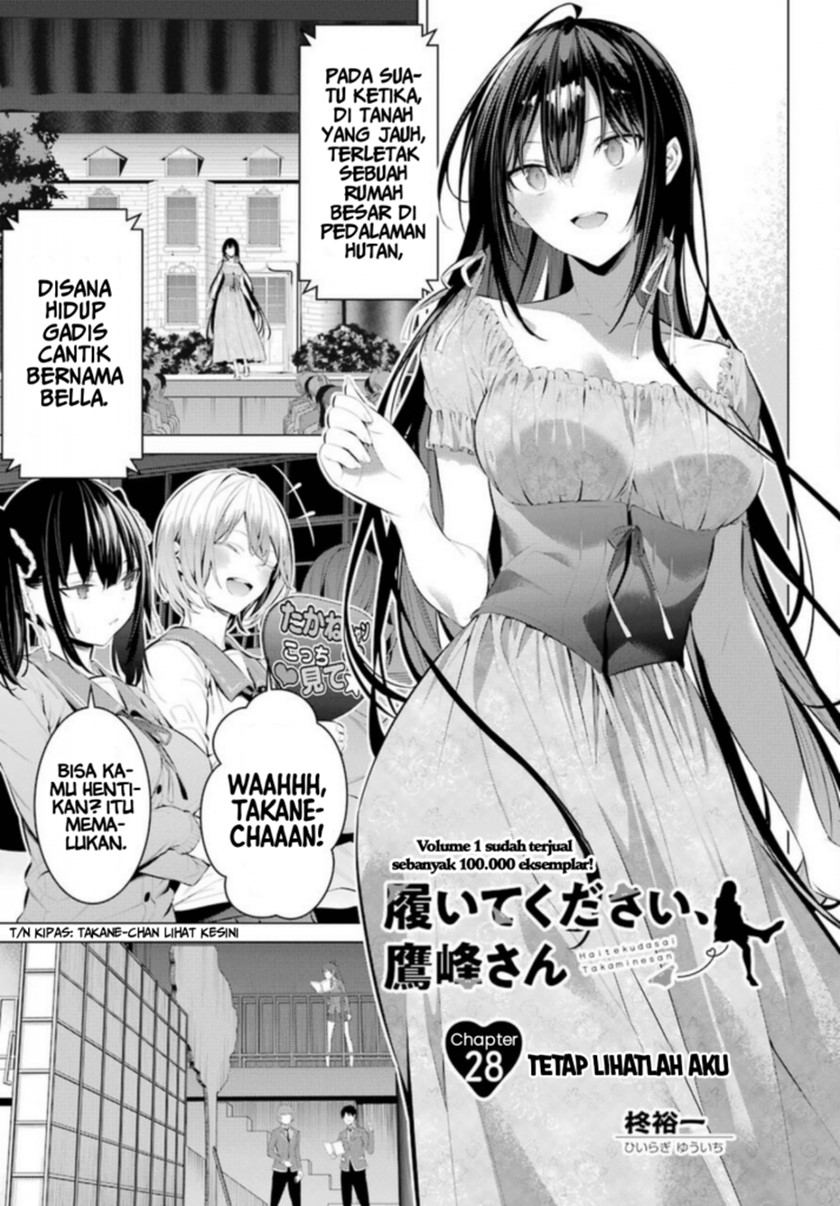 PADA SUA-
TU KETIKA,
DI TANAH
YANG JAUH,
TERLETAK
SEBUAH
RUMAH
BESAR DI
PEDALAMAN
HUTAN,
DISANA
HIDUP
GADIS
CANTIK
BERNAMA
BELLA.
たかね
こっち
見て
WAAHHH,
TAKANE-
CHAAAN!
BISA KA-
MU HENTI-
KAN? ITU
MEMA-
LUKAN.
T/N KIPAS: TAKANE-CHAN LIHAT KESINI
Volume 1 sudah terjual
sebanyak 100.000 eksemplar!
履いてください、
鷹峰さん
Haitekudasai
Takaminesan
Chapter
28
TETAP LIHATLAH AKU
柊裕一
ひいらぎ ゆういち